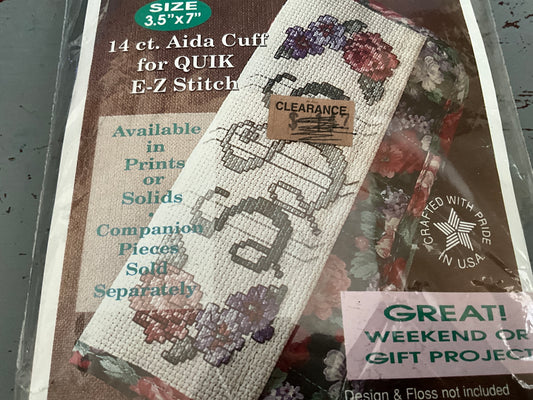 SIZE
3.5"x7"
14 ct. Aida Cuff
for QUIK
E-Z Stitch
CLEARANCE
Available
in
Prints
or
Solids
-
Companion
Pieces
Sold
Separately
CRAFTED WITH PRIDE
IN U.S.A.
GREAT!
WEEKEND OR
GIFT PROJECT
Design & Floss not included